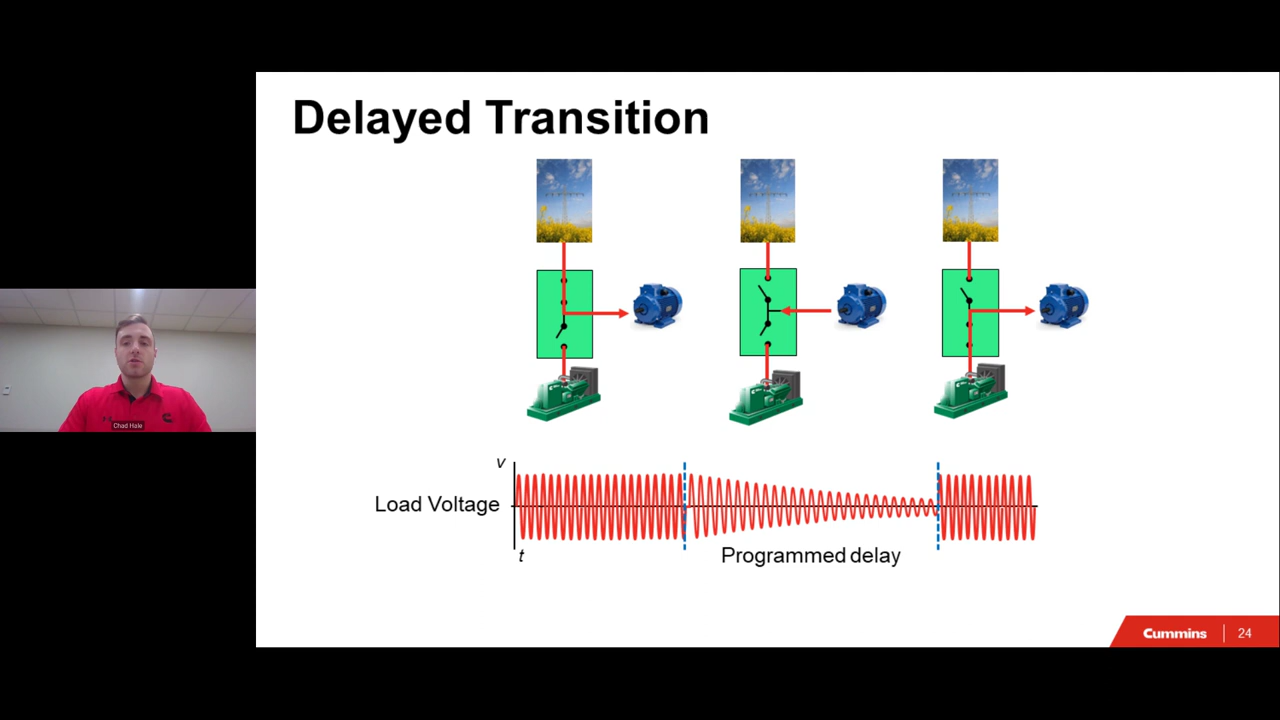 Delayed Transition
v
Load Voltage
t
Programmed delay
Chad Hale
Cummins
24